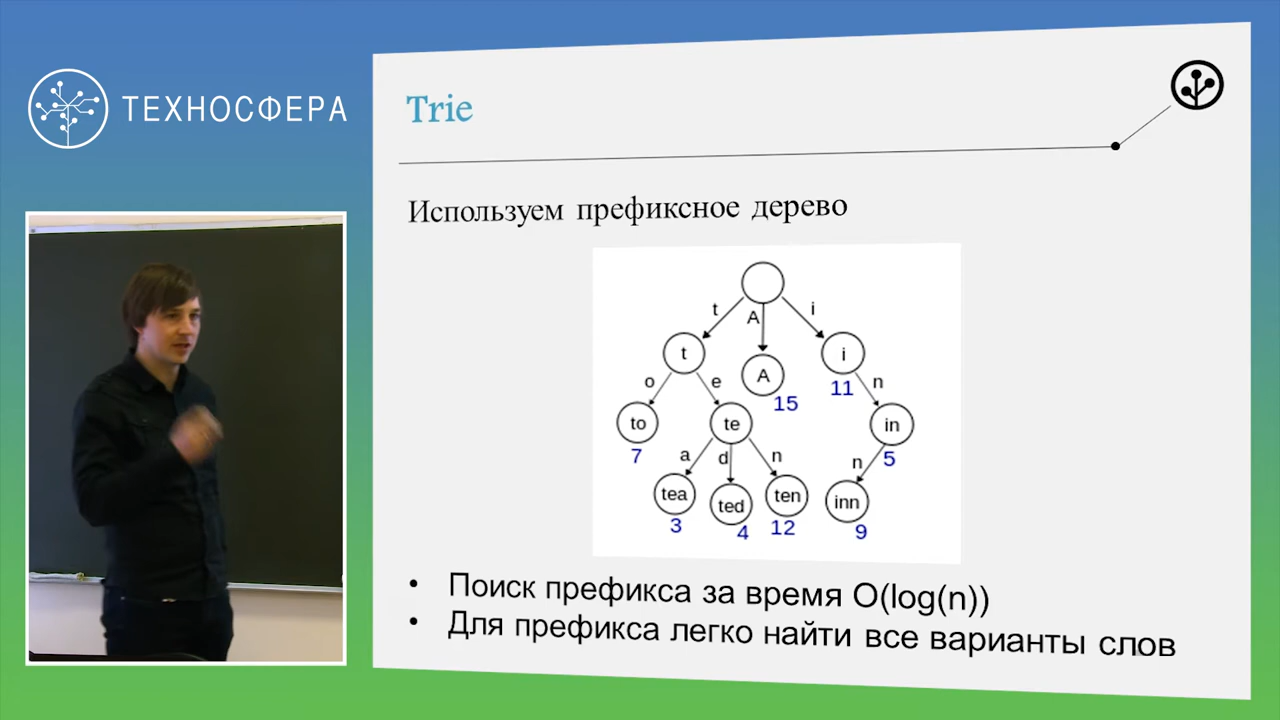 ТЕХНОСФЕРА
Trie
Используем префиксное дерево
t A i
t A i
15 11
o e n
to te in
7 5
a d n n
tea ted ten inn
3 4 12 9
• Поиск префикса за время O(log(n))
• Для префикса легко найти все варианты слов